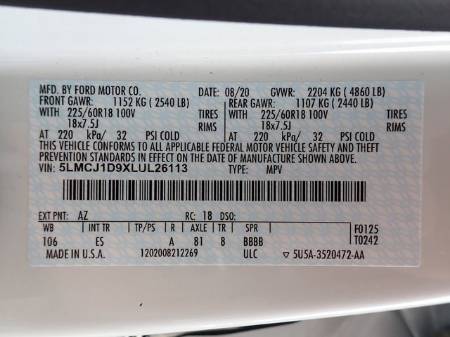 MFD. BY FORD MOTOR CO. DATE: 08/20 GVWR: 2204 KG ( 4860 LB)
FRONT GAWR: 1152 KG ( 2540 LB) REAR GAWR: 1107 KG ( 2440 LB)
WITH 225/60R18 100V TIRES WITH 225/60R18 100V TIRES
18x7.5J RIMS 18x7.5J RIMS
AT 220 kPa/ 32 PSI COLD AT 220 kPa/ 32 PSI COLD
THIS VEHICLE CONFORMS TO ALL APPLICABLE FEDERAL MOTOR VEHICLE SAFETY AND
THEFT PREVENTION STANDARDS IN EFFECT ON THE DATE OF MANUFACTURE SHOWN ABOVE.
VIN: 5LMCJ1D9XLUL26113 TYPE: MPV
EXT PNT: AZ RC: 18 DSO:
WB INT TR TP/PS R AXLE TR SPR F0125
106 ES A 81 8 BBBB T0242
MADE IN U.S.A. 1202008212269 ULC ▽ 5U5A-3520472-AA